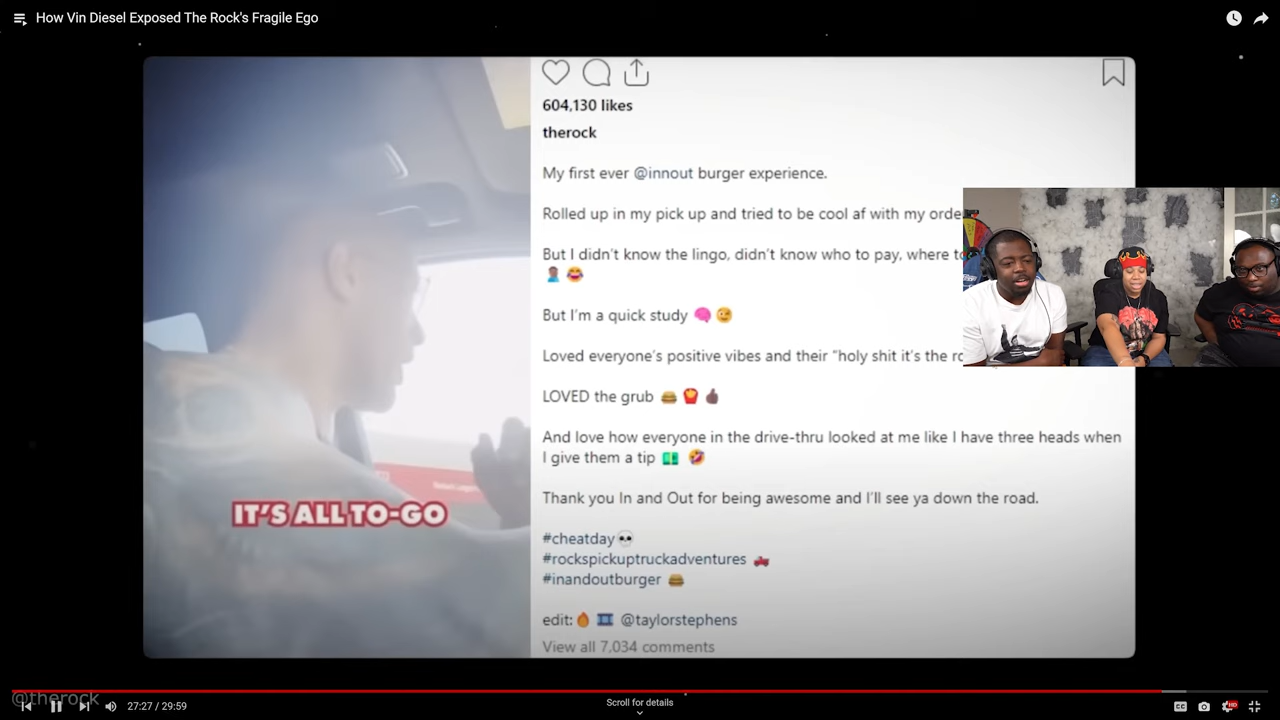 How Vin Diesel Exposed The Rock's Fragile Ego
604,130 likes
therock
My first ever @innout burger experience.
Rolled up in my pick up and tried to be cool af with my
But I didn't know the lingo, didn't know who to pay, where
But I'm a quick study
Loved everyone's positive vibes and their "holy shit it's the
LOVED the grub
And love how everyone in the drive-thru looked at me like I have three heads when
I give them a tip
Thank you In and Out for being awesome and I'll see ya down the road.
#cheatday
#rockspickuptruckadventures
#inandoutburger
edit: @taylorstephens
View all 7,034 comments
IT'S ALL TO-GO
@therock
27:27 / 29:59
Scroll for details
CC
HD